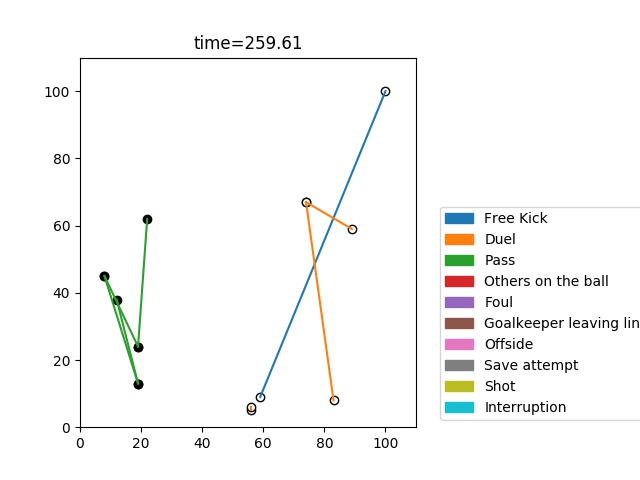 time=259.61
100
80
60
40
20
0
0 20 40 60 80 100
Free Kick
Duel
Pass
Others on the ball
Foul
Goalkeeper leaving lin
Offside
Save attempt
Shot
Interruption